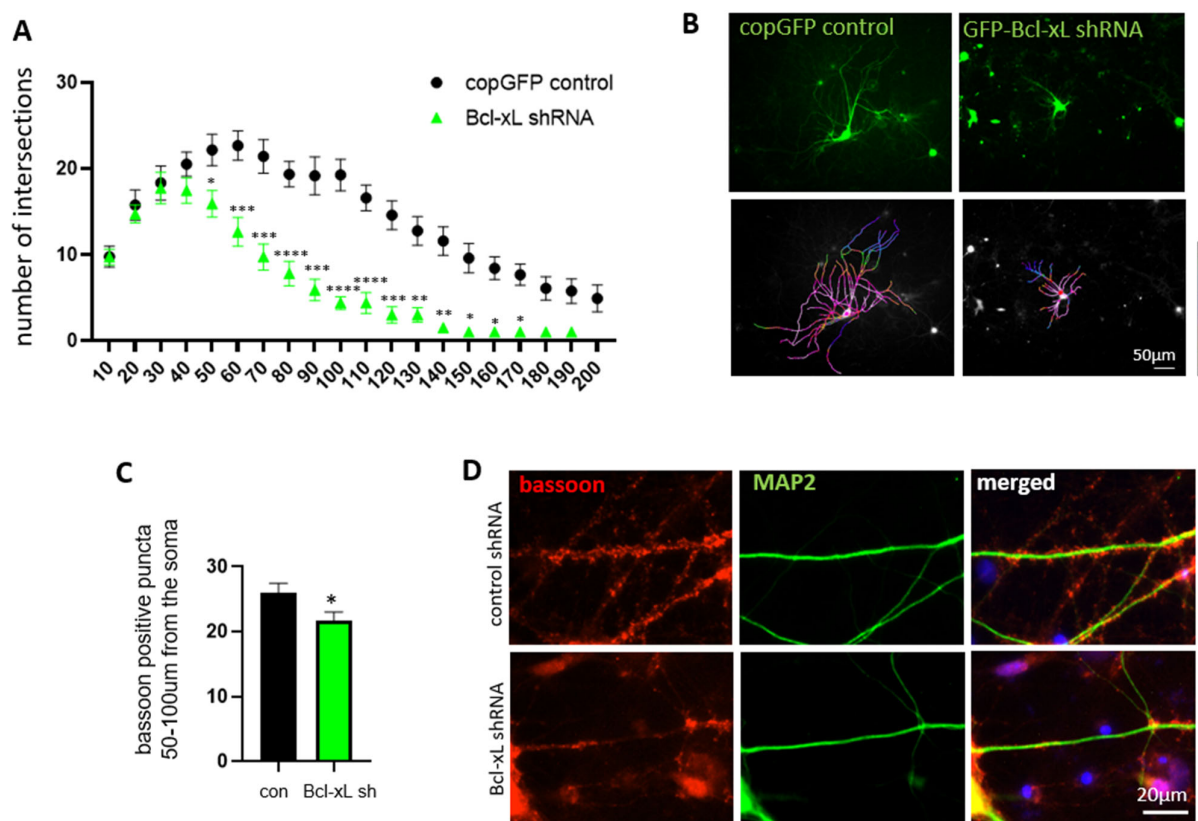 A
number of intersections
30
20
10
0
copGFP control
Bcl-xL shRNA
*
***
***
****
***
****
****
***
**
**
*
*
*
10
20
30
40
50
60
70
80
90
100
110
120
130
140
150
160
170
180
190
200
B
copGFP control
GFP-Bcl-xL shRNA
50µm
C
bassoon positive puncta
50-100um from the soma
30
20
10
0
*
con
Bcl-xL sh
D
bassoon
MAP2
merged
control shRNA
Bcl-xL shRNA
20µm